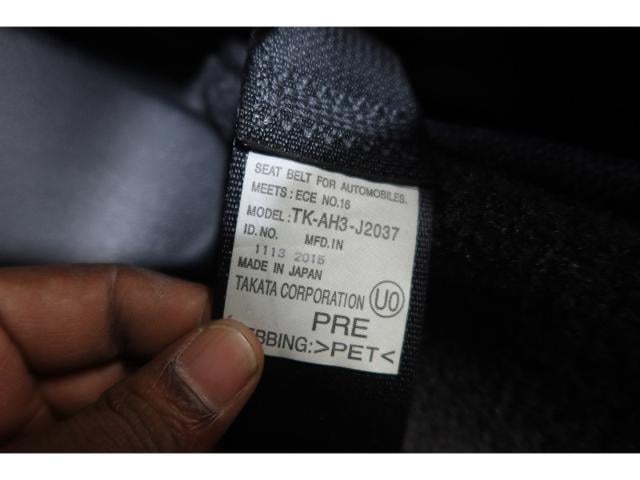 SEAT BELT FOR AUTOMOBILES.
MEETS: ECE NO.16
MODEL: TK-AH3-J2037
ID.NO. MFD.IN
1113 2015
MADE IN JAPAN
TAKATA CORPORATION U0
PRE
EBBING:>PET<